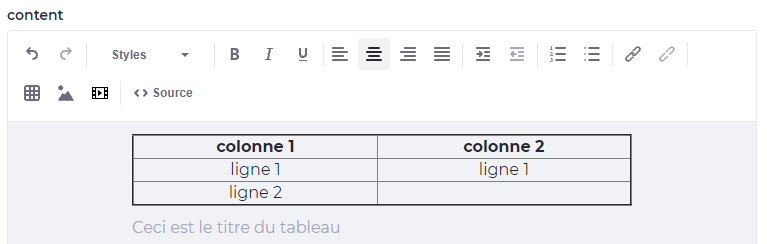 content
Styles
B I U
Source
colonne 1 colonne 2
ligne 1 ligne 1
ligne 2
Ceci est le titre du tableau